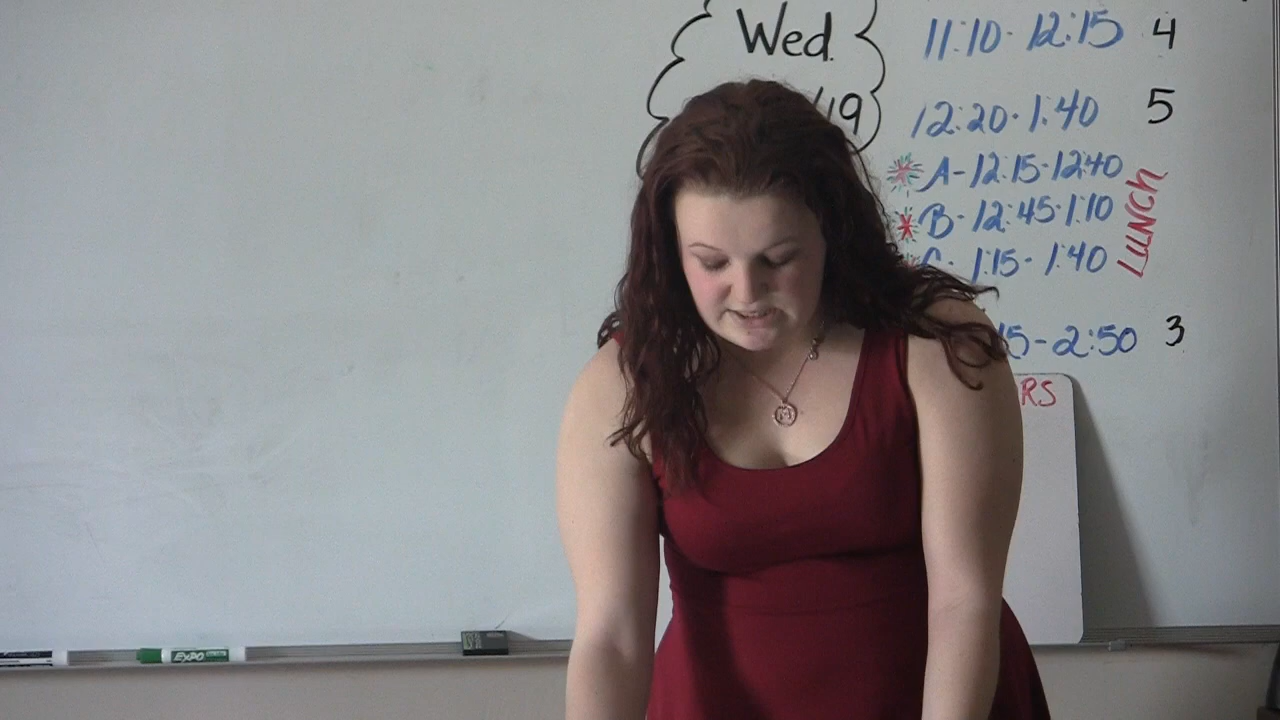 Wed.
/19
11:10- 12:15 4
12:20- 1:40 5
A- 12:15-12:40
B- 12:45-1:10
C- 1:15- 1:40
LUNCH
15-2:50 3
RS
EXPO